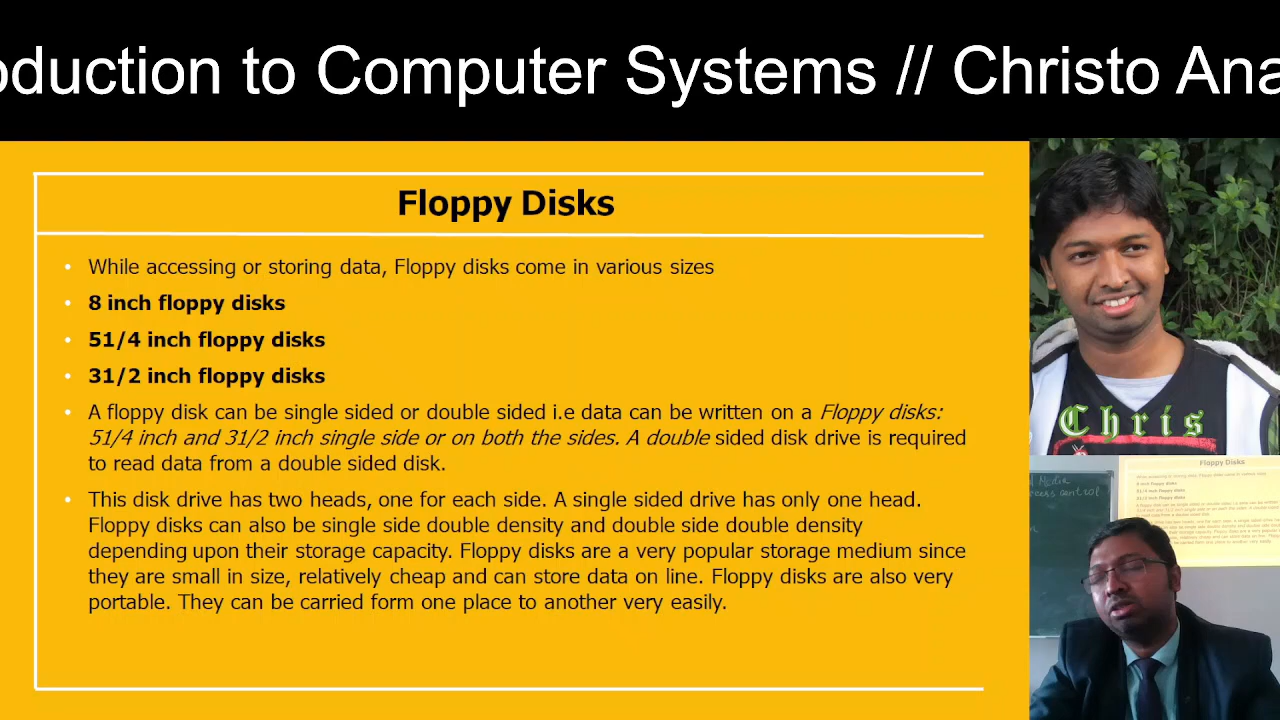 oduction to Computer Systems // Christo Ana
Floppy Disks
• While accessing or storing data, Floppy disks come in various sizes
• 8 inch floppy disks
• 51/4 inch floppy disks
• 31/2 inch floppy disks
• A floppy disk can be single sided or double sided i.e data can be written on a Floppy disks:
51/4 inch and 31/2 inch single side or on both the sides. A double sided disk drive is required
to read data from a double sided disk.
• This disk drive has two heads, one for each side. A single sided drive has only one head.
Floppy disks can also be single side double density and double side double density
depending upon their storage capacity. Floppy disks are a very popular storage medium since
they are small in size, relatively cheap and can store data on line. Floppy disks are also very
portable. They can be carried form one place to another very easily.
Chris
Floppy Disks
Media
control